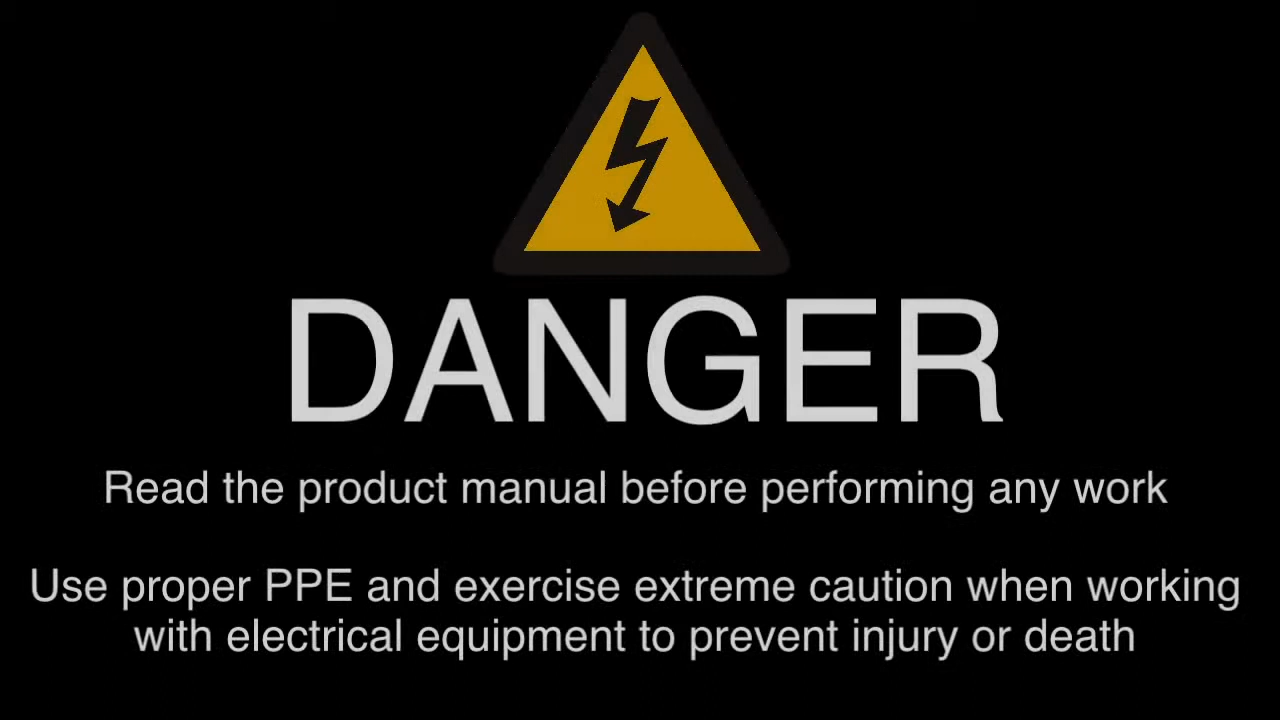 DANGER
Read the product manual before performing any work
Use proper PPE and exercise extreme caution when working
with electrical equipment to prevent injury or death